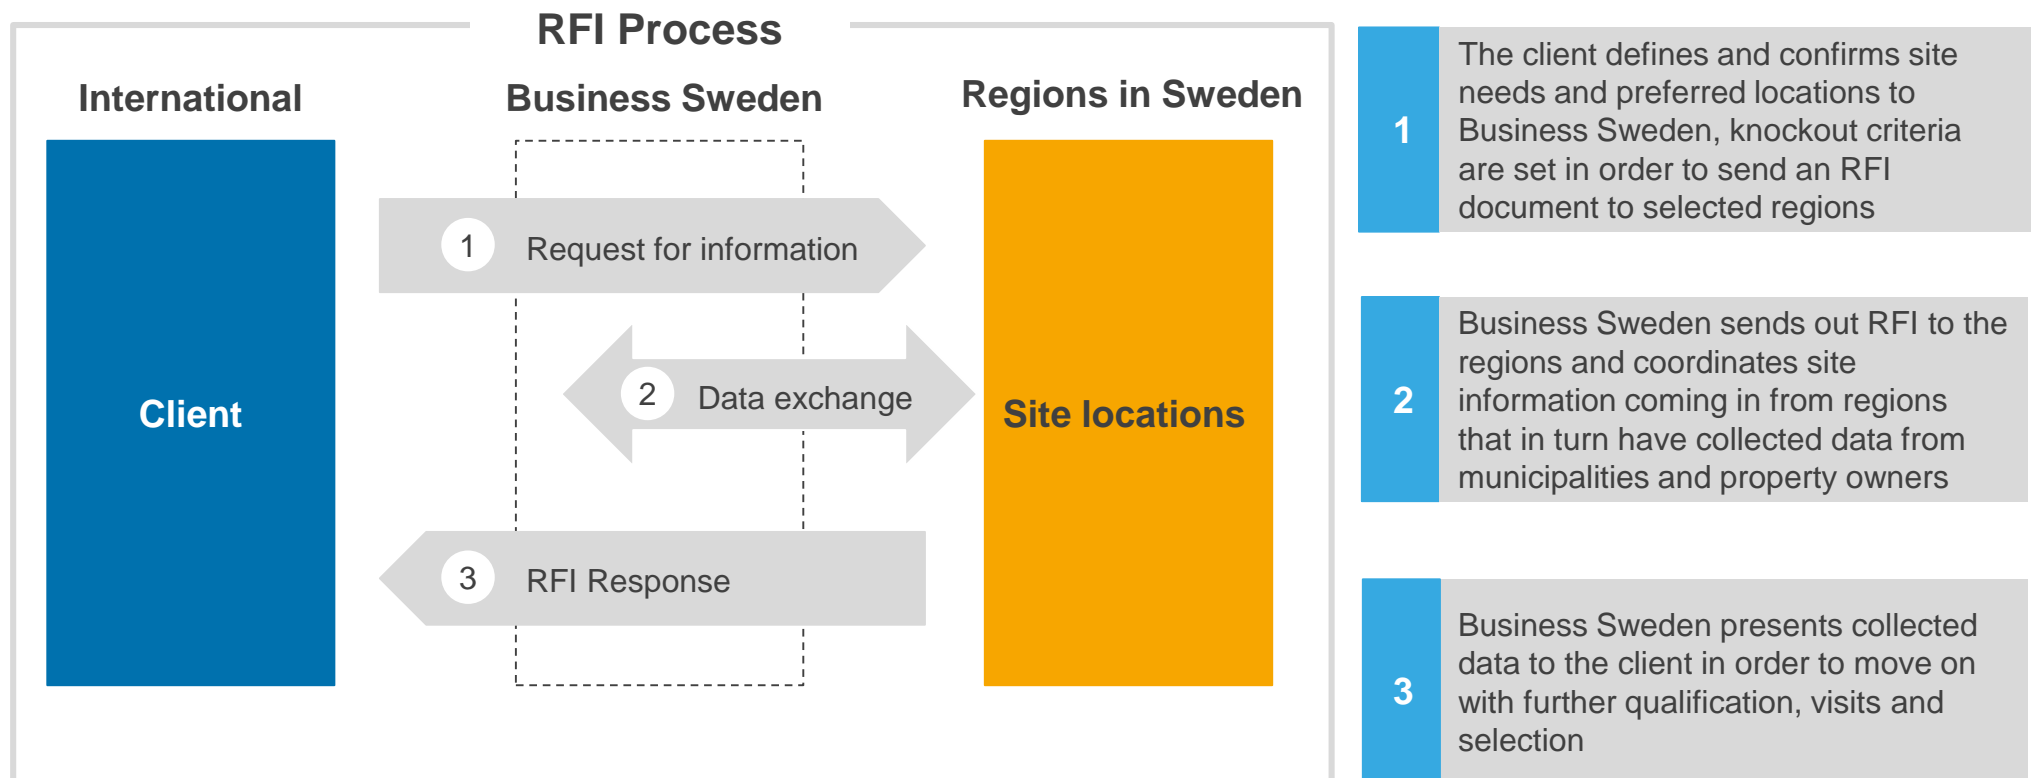 RFI Process
International
Business Sweden
Regions in Sweden
Client
1
Request for information
2
Data exchange
3
RFI Response
Site locations
1
The client defines and confirms site
needs and preferred locations to
Business Sweden, knockout criteria
are set in order to send an RFI
document to selected regions
2
Business Sweden sends out RFI to the
regions and coordinates site
information coming in from regions
that in turn have collected data from
municipalities and property owners
3
Business Sweden presents collected
data to the client in order to move on
with further qualification, visits and
selection